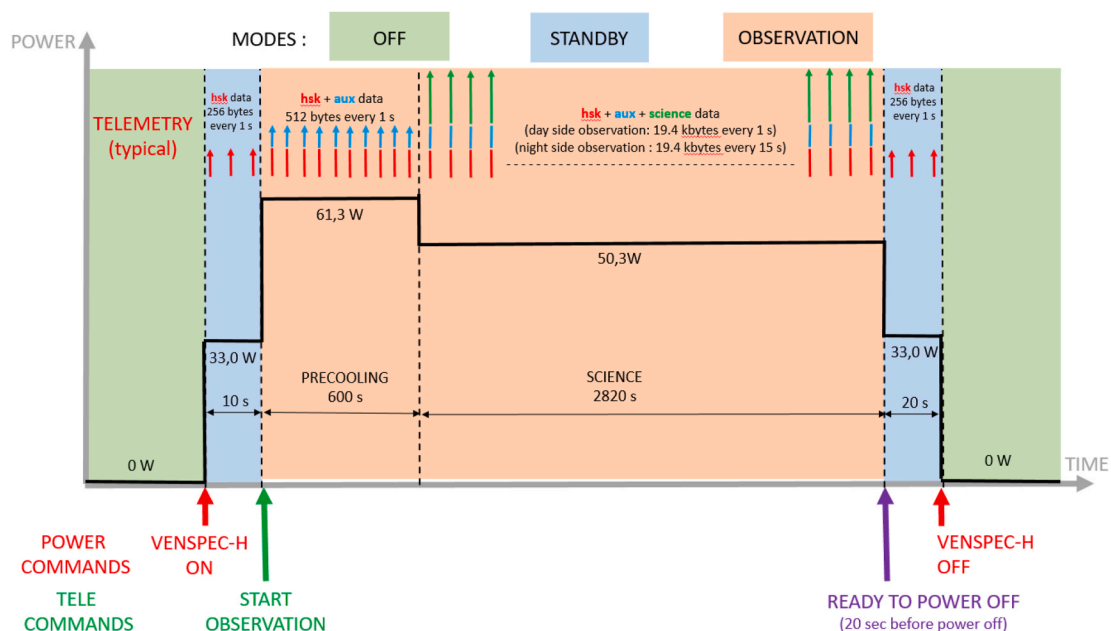 MODES :
OFF
STANDBY
OBSERVATION
POWER
TELEMETRY
(typical)
hsk data
256 bytes
every 1 s
hsk + aux data
512 bytes every 1 s
hsk + aux + science data
(day side observation: 19.4 kbytes every 1 s)
(night side observation : 19.4 kbytes every 15 s)
hsk data
256 bytes
every 1 s
61,3 W
50,3W
33,0 W
33,0 W
PRECOOLING
600 s
SCIENCE
2820 s
10 s
20 s
0 W
0 W
TIME
POWER
COMMANDS
VENSPEC-H
ON
VENSPEC-H
OFF
TELE
COMMANDS
START
OBSERVATION
READY TO POWER OFF
(20 sec before power off)